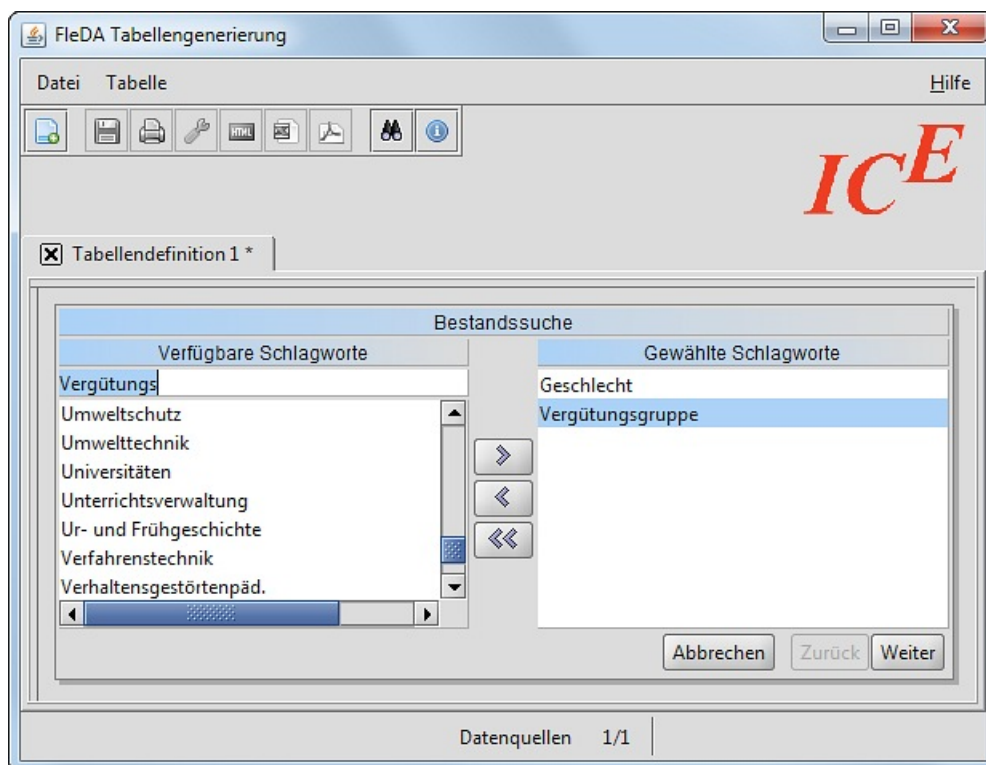 FleDA Tabellengenerierung
Datei Tabelle Hilfe
HTML
ICE
Tabellendefinition 1 *
Bestandssuche
Verfügbare Schlagworte
Gewählte Schlagworte
Vergütungs
Umweltschutz
Umwelttechnik
Universitäten
Unterrichtsverwaltung
Ur- und Frühgeschichte
Verfahrenstechnik
Verhaltensgestörtenpäd.
Geschlecht
Vergütungsgruppe
Abbrechen Zurück Weiter
Datenquellen 1/1